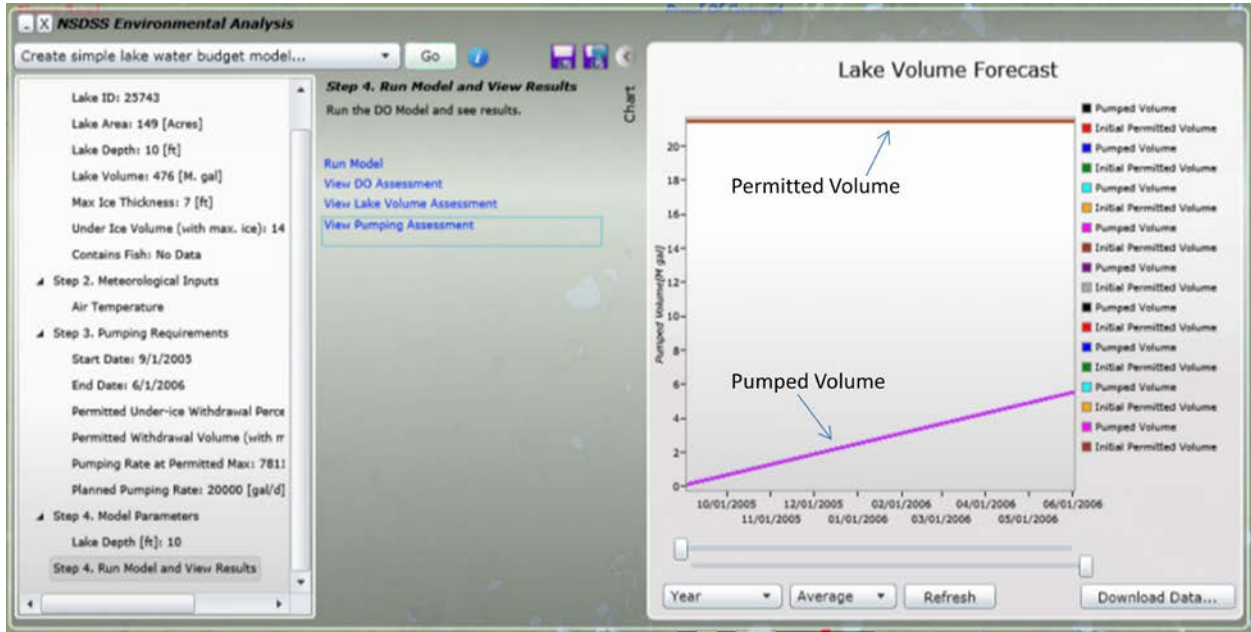 NSDSS Environmental Analysis
Create simple lake water budget model...
Go
Lake ID: 25743
Lake Area: 149 [Acres]
Lake Depth: 10 [ft]
Lake Volume: 476 [M. gal]
Max Ice Thickness: 7 [ft]
Under Ice Volume (with max. ice): 14
Contains Fish: No Data
Step 2. Meteorological Inputs
Air Temperature
Step 3. Pumping Requirements
Start Date: 9/1/2005
End Date: 6/1/2006
Permitted Under-ice Withdrawal Perce
Permitted Withdrawal Volume (with m
Pumping Rate at Permitted Max: 7811
Planned Pumping Rate: 20000 [gal/d]
Step 4. Model Parameters
Lake Depth [ft]: 10
Step 4. Run Model and View Results
Step 4. Run Model and View Results
Run the DO Model and see results.
Run Model
View DO Assessment
View Lake Volume Assessment
View Pumping Assessment
Chart
Lake Volume Forecast
Pumped Volume[M gal]
20
18
16
14
12
10
8
6
4
2
0
Permitted Volume
Pumped Volume
10/01/2005 12/01/2005 02/01/2006 04/01/2006 06/01/2006
11/01/2005 01/01/2006 03/01/2006 05/01/2006
Pumped Volume
Initial Permitted Volume
Pumped Volume
Initial Permitted Volume
Pumped Volume
Initial Permitted Volume
Pumped Volume
Initial Permitted Volume
Pumped Volume
Initial Permitted Volume
Pumped Volume
Initial Permitted Volume
Pumped Volume
Initial Permitted Volume
Pumped Volume
Initial Permitted Volume
Pumped Volume
Initial Permitted Volume
Year
Average
Refresh
Download Data...